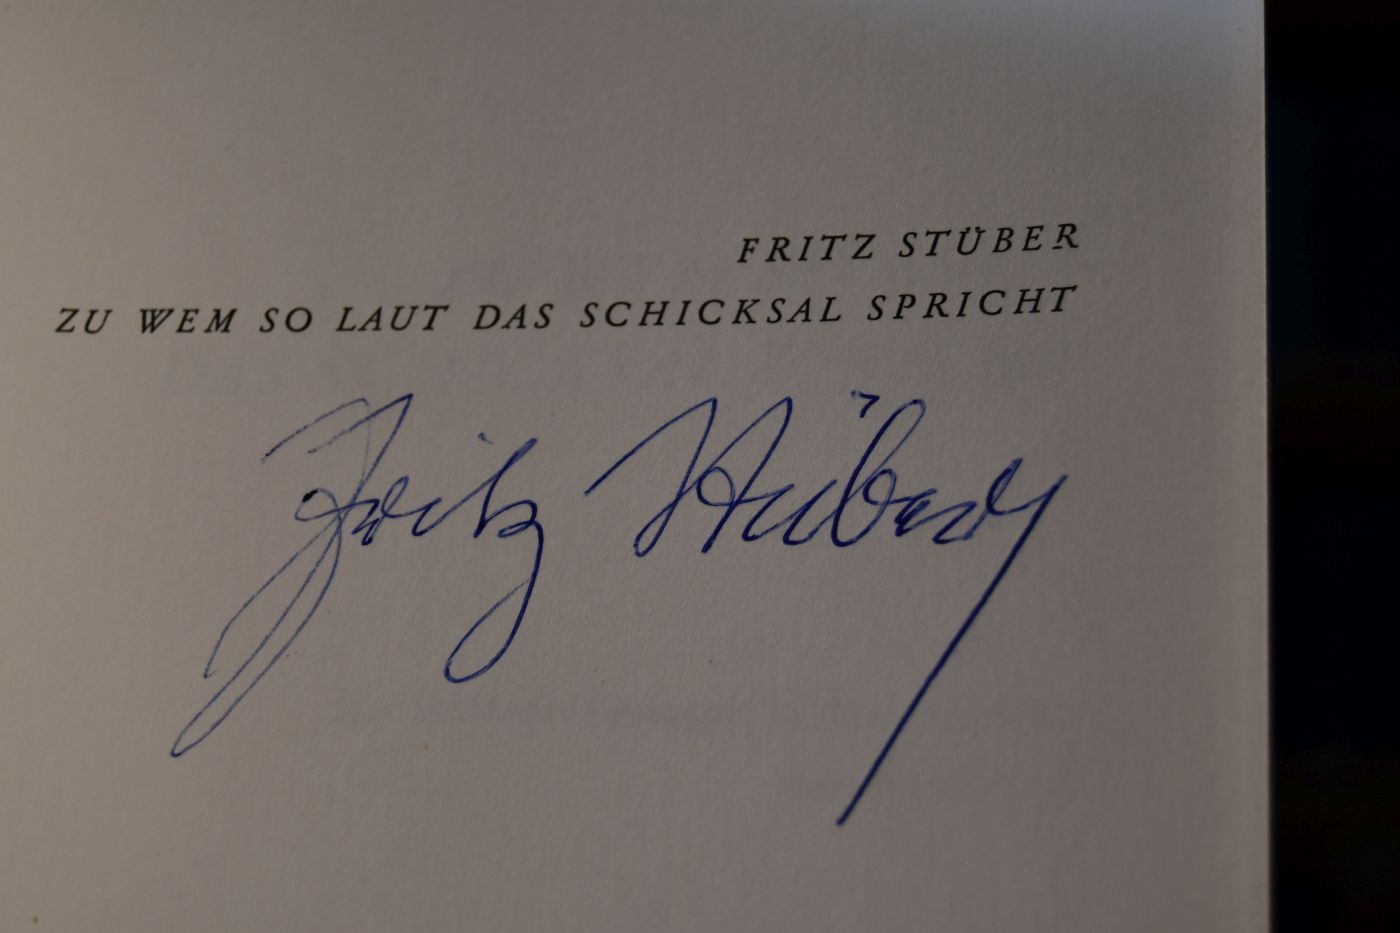 FRITZ STÜBER
ZU WEM SO LAUT DAS SCHICKSAL SPRICHT
Fritz Stüber